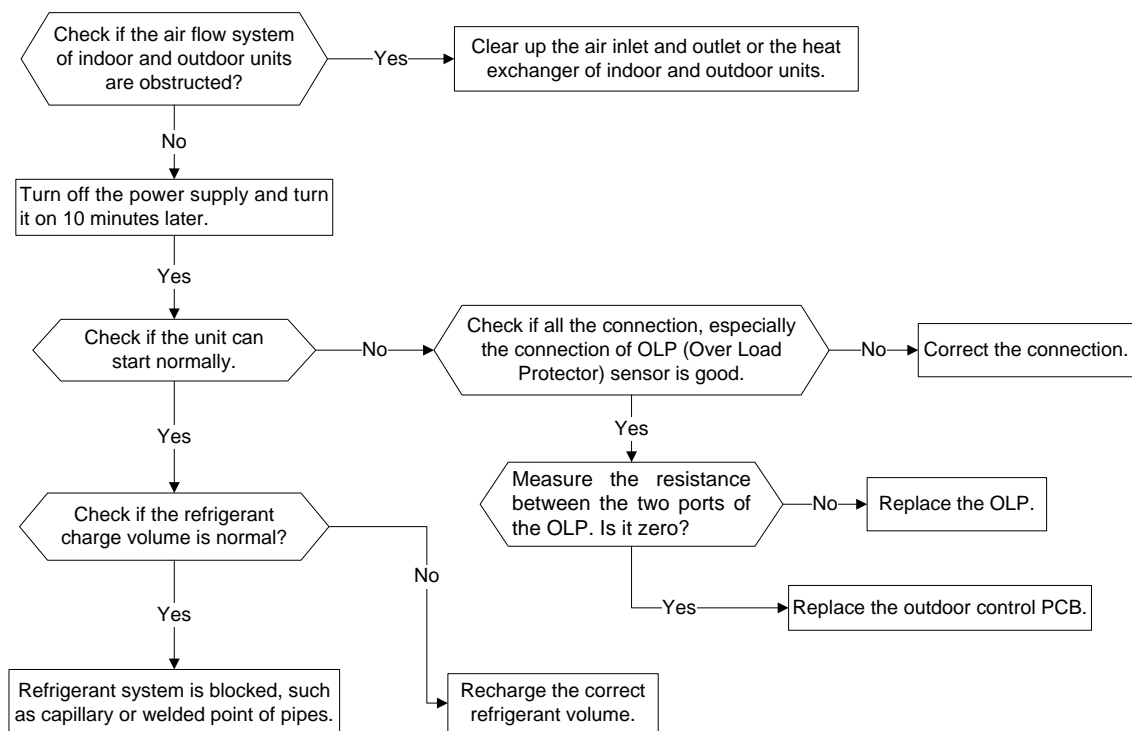 Check if the air flow system
of indoor and outdoor units
are obstructed?
Yes
Clear up the air inlet and outlet or the heat
exchanger of indoor and outdoor units.
No
Turn off the power supply and turn
it on 10 minutes later.
Yes
Check if the unit can
start normally.
No
Check if all the connection, especially
the connection of OLP (Over Load
Protector) sensor is good.
No
Correct the connection.
Yes
Yes
Measure the resistance
between the two ports of
the OLP. Is it zero?
No
Replace the OLP.
Check if the refrigerant
charge volume is normal?
No
Yes
Yes
Replace the outdoor control PCB.
Refrigerant system is blocked, such
as capillary or welded point of pipes.
Recharge the correct
refrigerant volume.